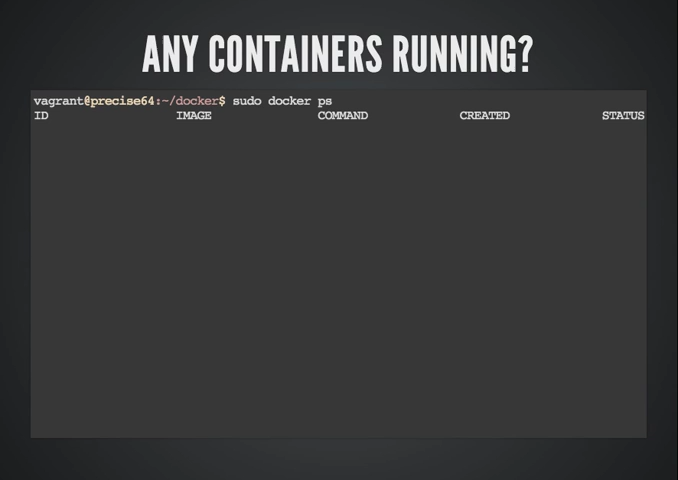 ANY CONTAINERS RUNNING?
vagrant@precise64:~/docker$ sudo docker ps
ID IMAGE COMMAND CREATED STATUS